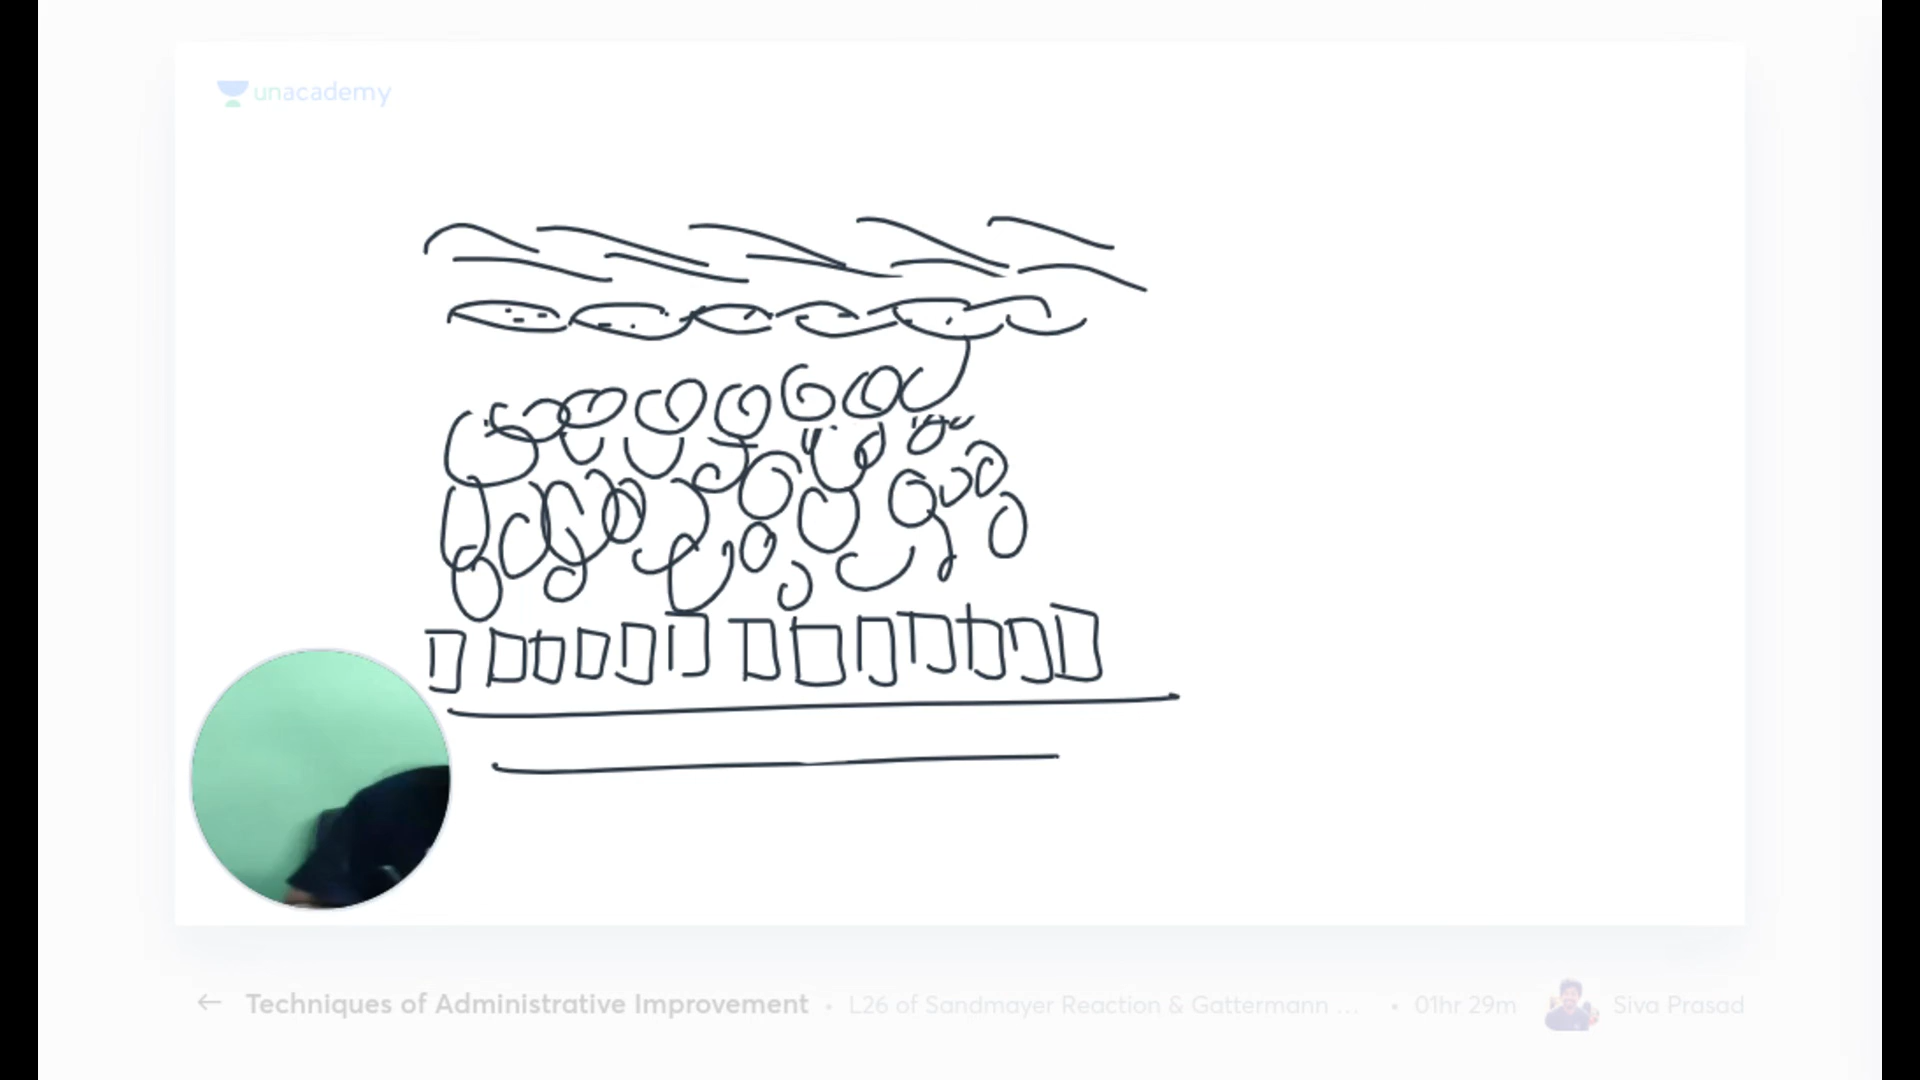 unacademy
Techniques of Administrative Improvement • L26 of Sandmayer Reaction & Gattermann ... • 01hr 29m Siva Prasad